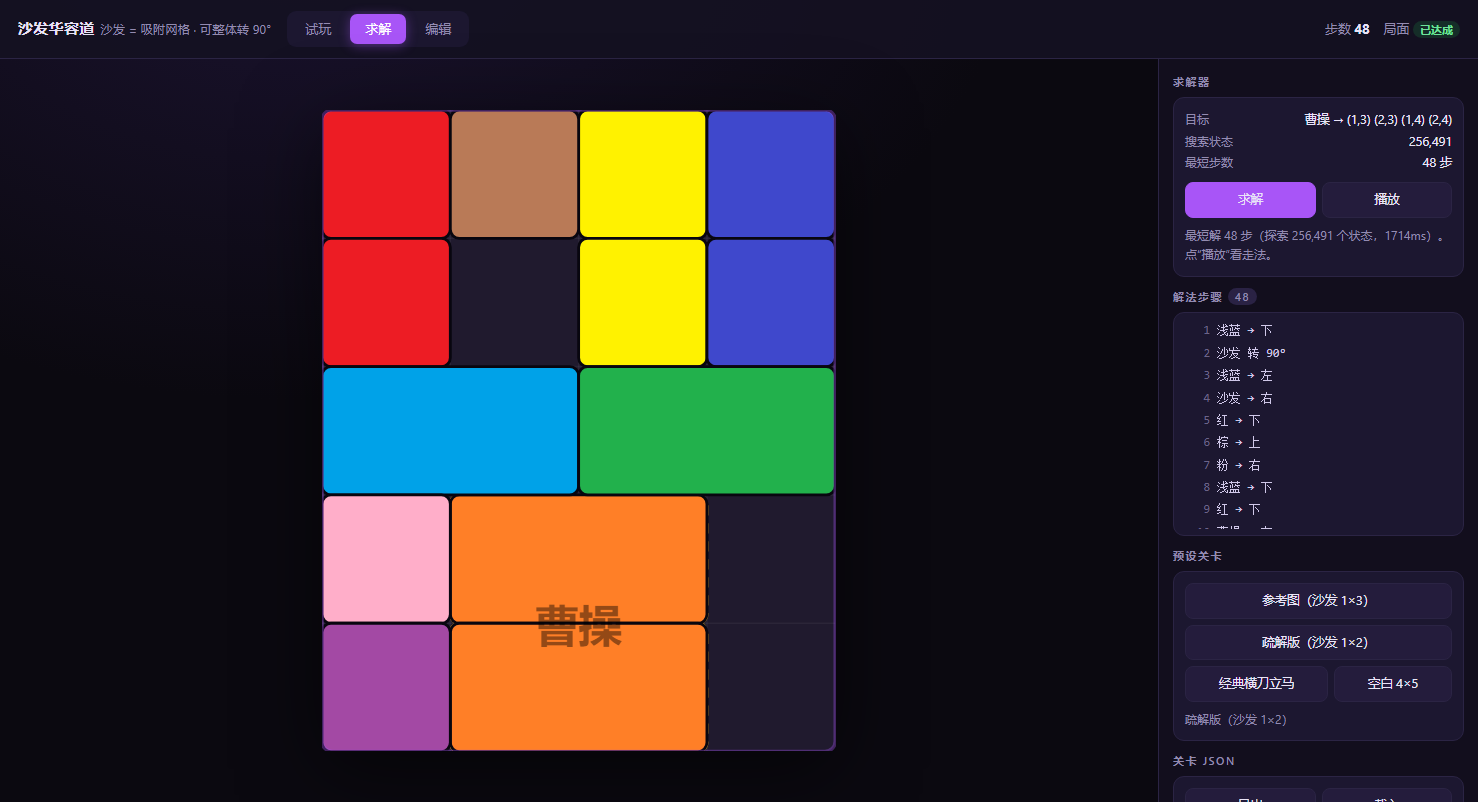 沙发华容道 沙发 = 吸附网格 · 可整体转 90° 试玩 求解 编辑 步数 48 局面 已达成
求解器
目标 曹操 → (1,3) (2,3) (1,4) (2,4)
搜索状态 256,491
最短步数 48 步
求解 播放
最短解 48 步（探索 256,491 个状态，1714ms）。
点"播放"看走法。
解法步骤 48
1 浅蓝 → 下
2 沙发 转 90°
3 浅蓝 → 左
4 沙发 → 右
5 红 → 下
6 棕 → 上
7 粉 → 右
8 浅蓝 → 下
9 红 → 下
曹操
预设关卡
参考图（沙发 1×3）
疏解版（沙发 1×2）
经典横刀立马 空白 4×5
疏解版（沙发 1×2）
关卡 JSON